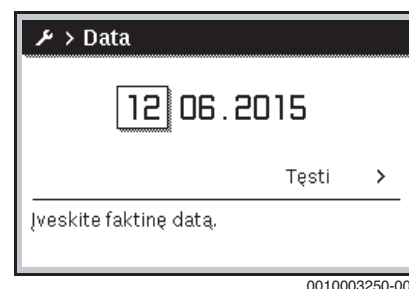 > Data
12 06.2015
Tęsti >
Įveskite faktinę datą.
0010003250-00